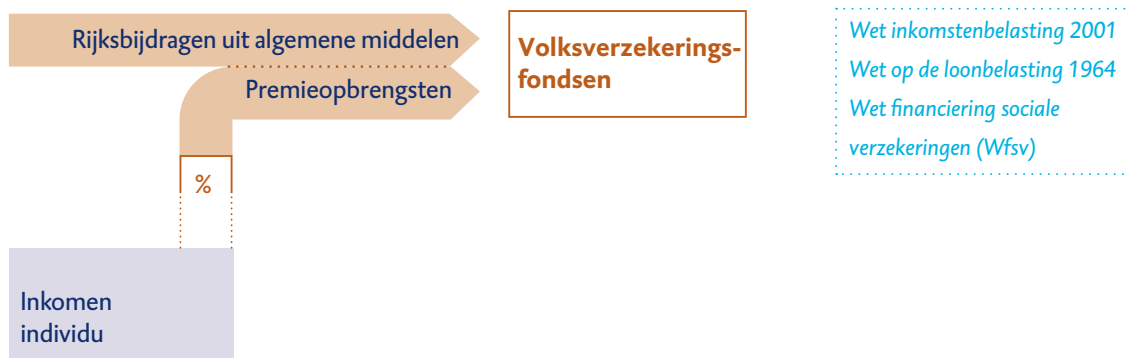 Rijksbijdragen uit algemene middelen
Premieopbrengsten
%
Inkomen
individu
Volksverzekerings-
fondsen
Wet inkomstenbelasting 2001
Wet op de loonbelasting 1964
Wet financiering sociale
verzekeringen (Wfsv)